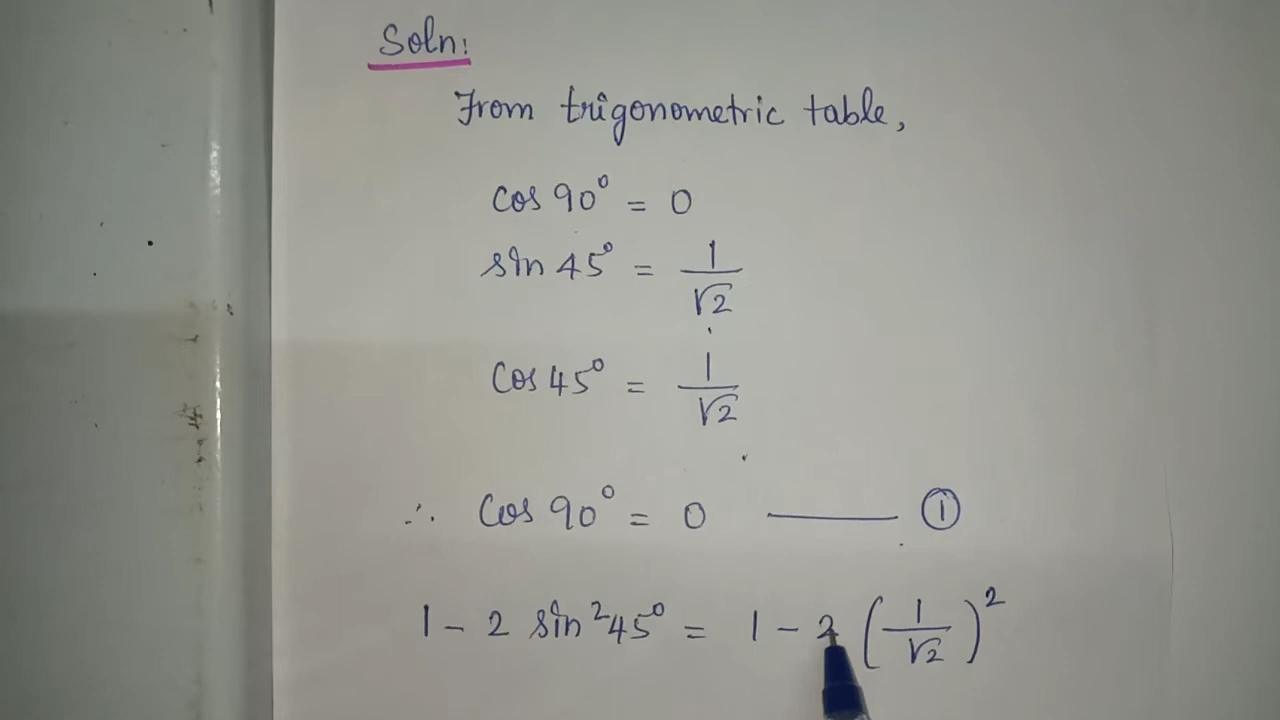 Soln:
From trigonometric table,
cos 90° = 0
sin 45° = 1/√2
cos 45° = 1/√2
∴ cos 90° = 0 ——— ①
1 - 2 sin²45° = 1 - 2 (1/√2)²